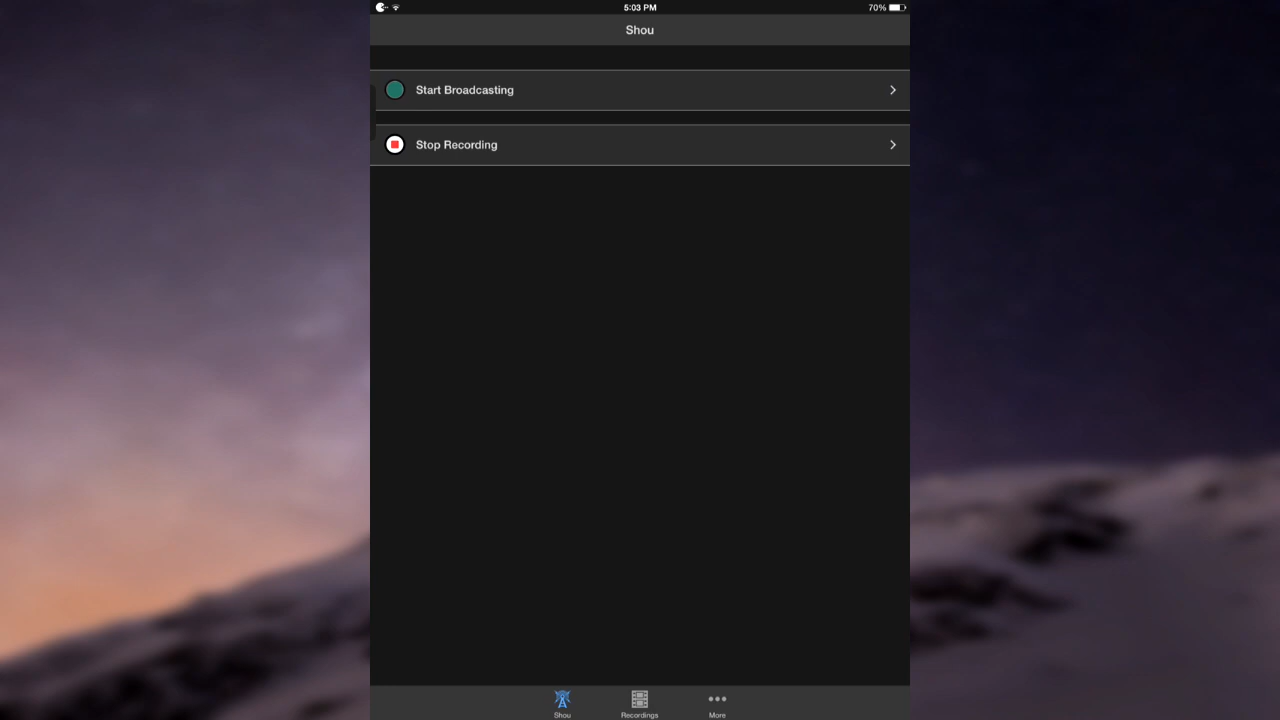 5:03 PM
70%
Shou
Start Broadcasting
Stop Recording
Shou
Recordings
More